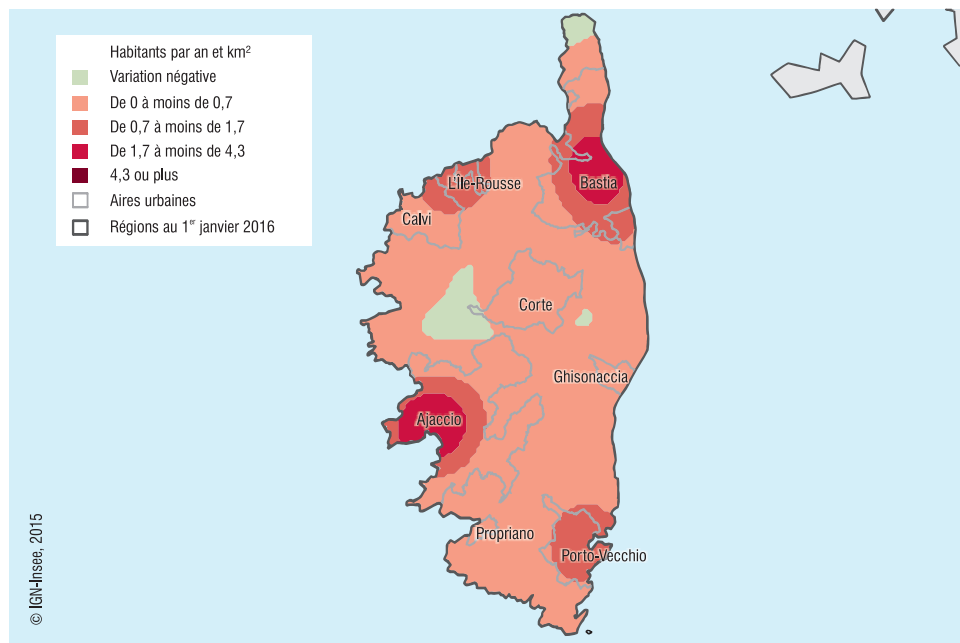 Habitants par an et km²
Variation négative
De 0 à moins de 0,7
De 0,7 à moins de 1,7
De 1,7 à moins de 4,3
4,3 ou plus
Aires urbaines
Régions au 1er janvier 2016
L'Île-Rousse
Bastia
Calvi
Corte
Ghisonaccia
Ajaccio
Propriano
Porto-Vecchio
© IGN-Insee, 2015